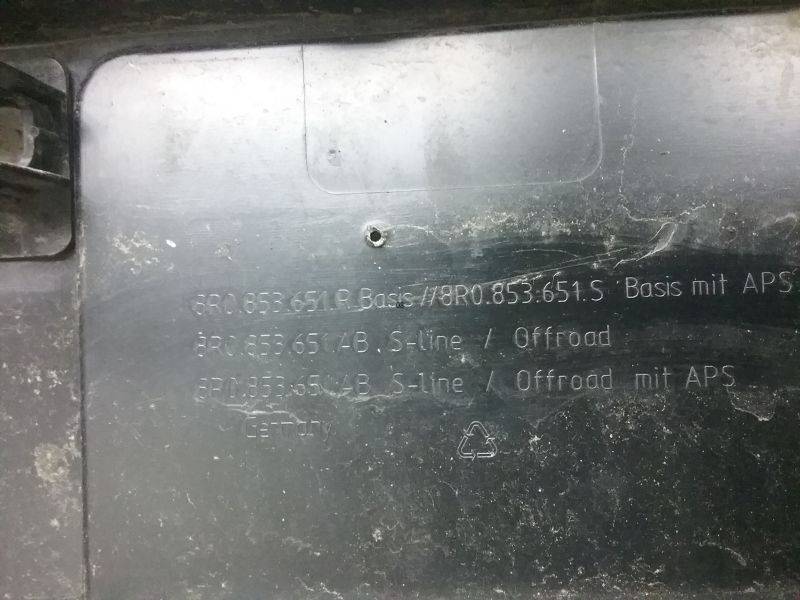 8R0.853.651.R Basis//8R0.853.651.S Basis mit APS
8R0.853.651.AB. S-line / Offroad
8R0.853.651.AB S-line / Offroad mit APS
Germany